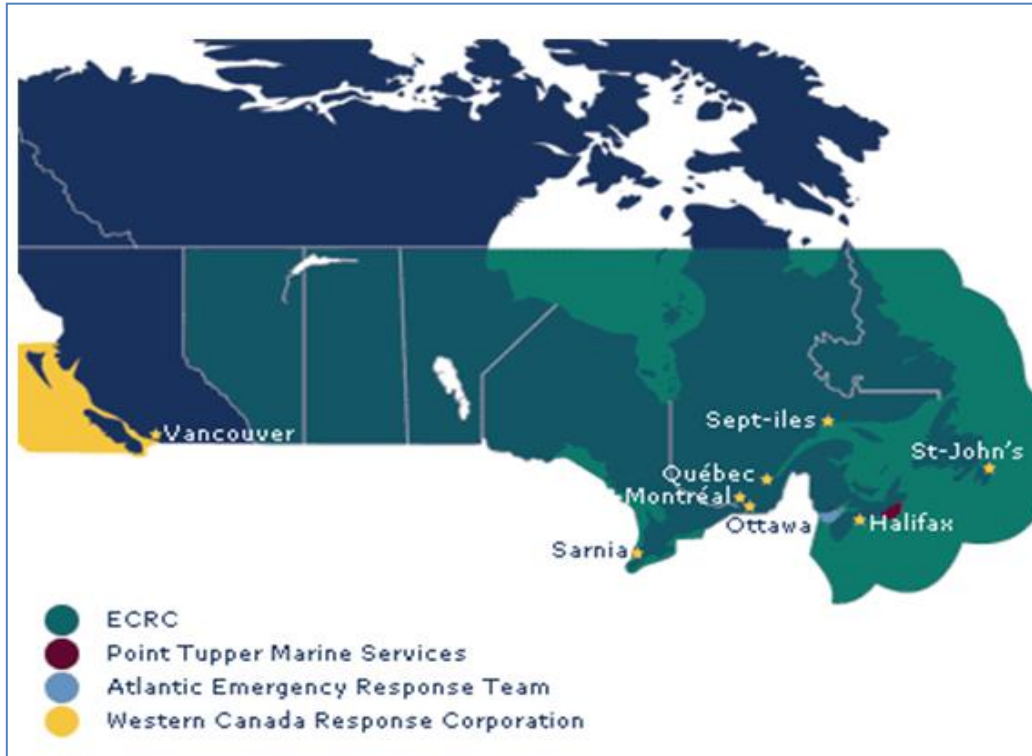 Vancouver
Sept-iles
St-John's
Québec
-Montréal
Ottawa
Halifax
Sarnia
ECRC
Point Tupper Marine Services
Atlantic Emergency Response Team
Western Canada Response Corporation